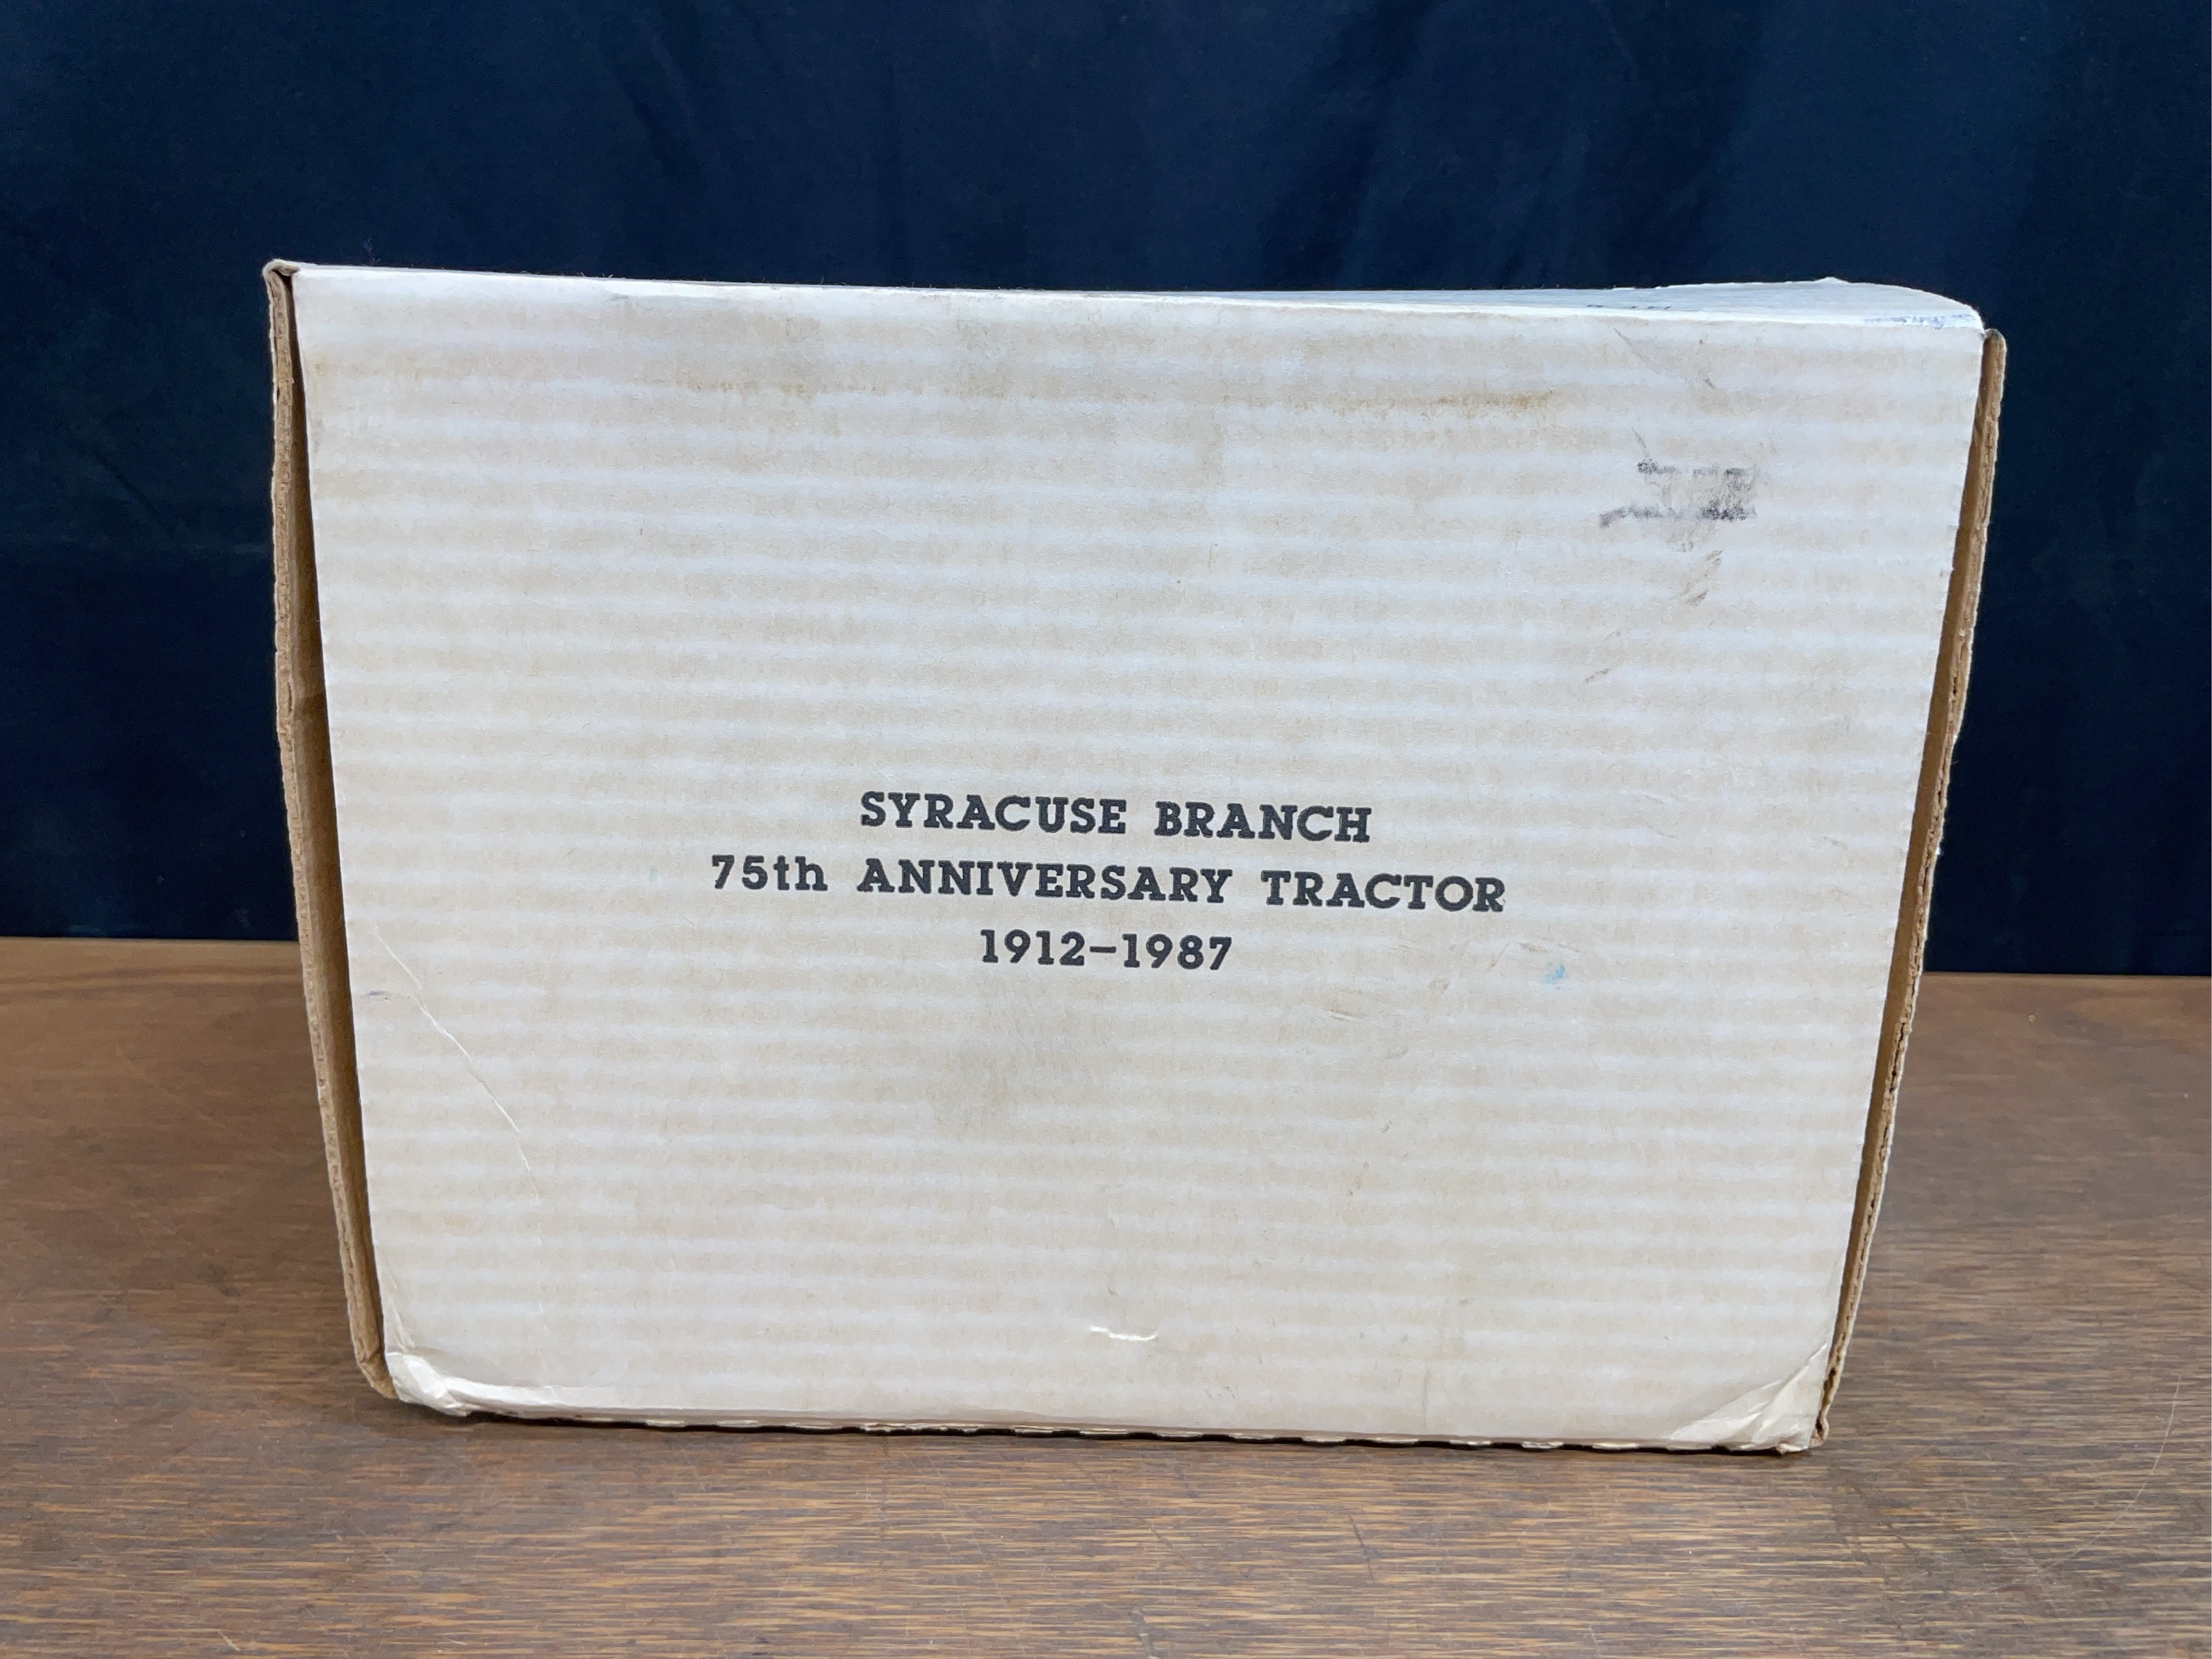 SYRACUSE BRANCH
75th ANNIVERSARY TRACTOR
1912–1987